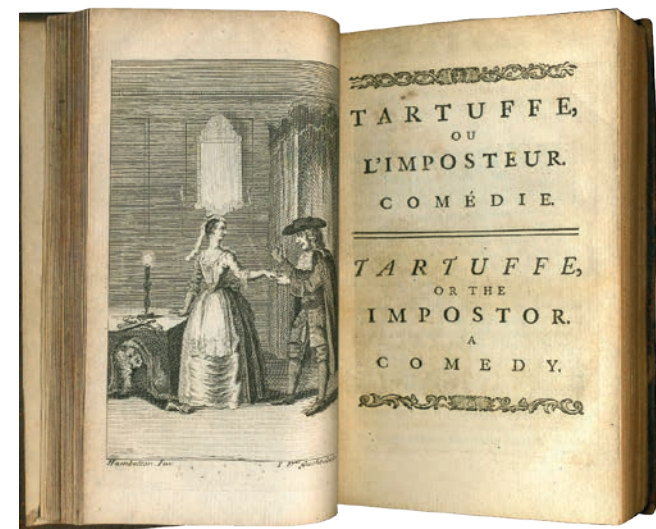 TARTUFFE,
OU
L'IMPOSTEUR.
COMÉDIE.
TARTUFFE,
OR THE
IMPOSTOR.
A
COMEDY.